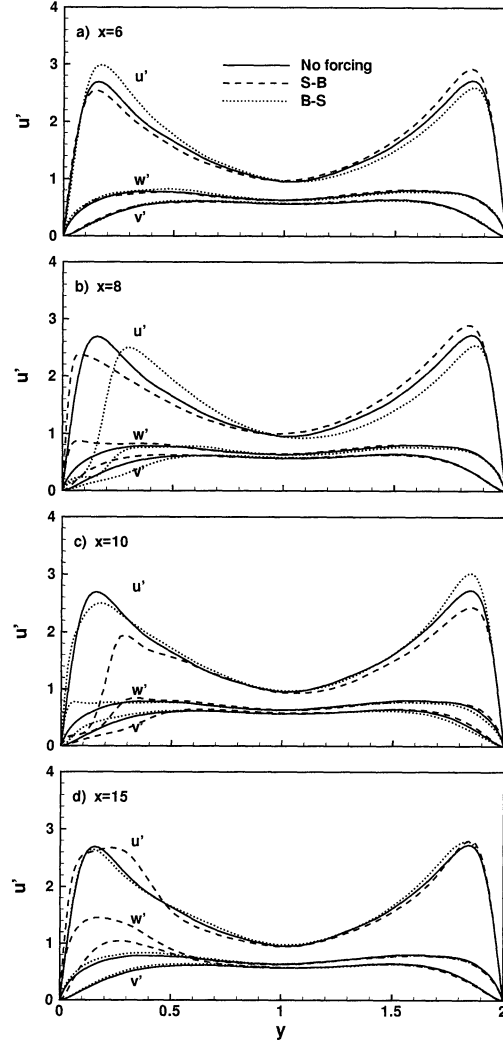 4
a) x=6
No forcing
S-B
B-S
u'
3
u'
2
1
w'
v'
0
4
b) x=8
u'
3
u'
2
1
w'
v'
0
4
c) x=10
u'
3
u'
2
1
w'
v'
0
4
d) x=15
u'
3
u'
2
w'
1
v'
0
0 0.5 1 1.5 2
y